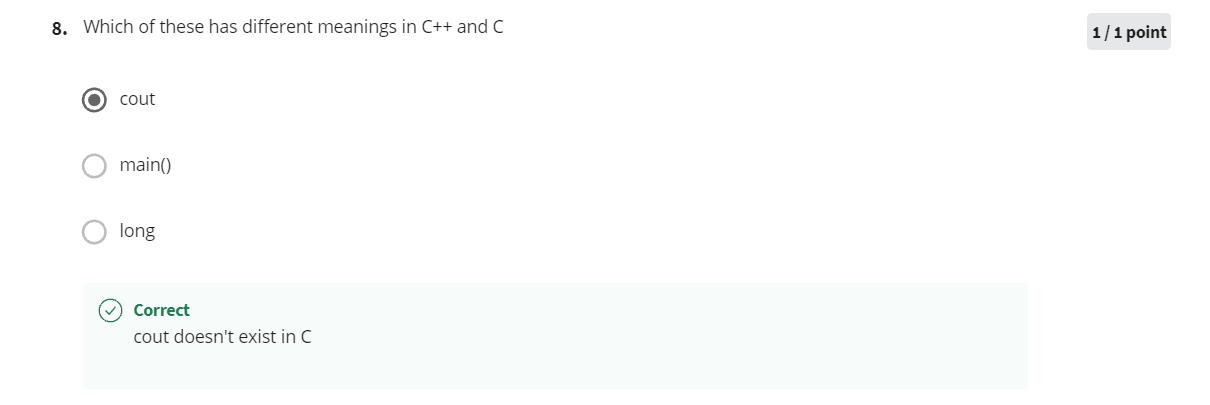 8. Which of these has different meanings in C++ and C
1 / 1 point
cout
main()
long
Correct
cout doesn't exist in C